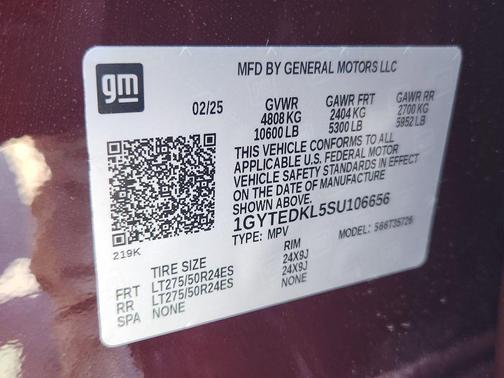 gm
MFD BY GENERAL MOTORS LLC
02/25 GVWR GAWR FRT GAWR RR
4808 KG 2404 KG 2700 KG
10600 LB 5300 LB 5952 LB
THIS VEHICLE CONFORMS TO ALL
APPLICABLE U.S. FEDERAL MOTOR
VEHICLE SAFETY STANDARDS IN EFFECT
ON THE DATE OF MANUFACTURE
SHOWN ABOVE.
1GYTEDKL5SU106656
TYPE: MPV MODEL:
219K
TIRE SIZE RIM
FRT LT275/50R24ES 24X9J
RR LT275/50R24ES 24X9J
SPA NONE NONE